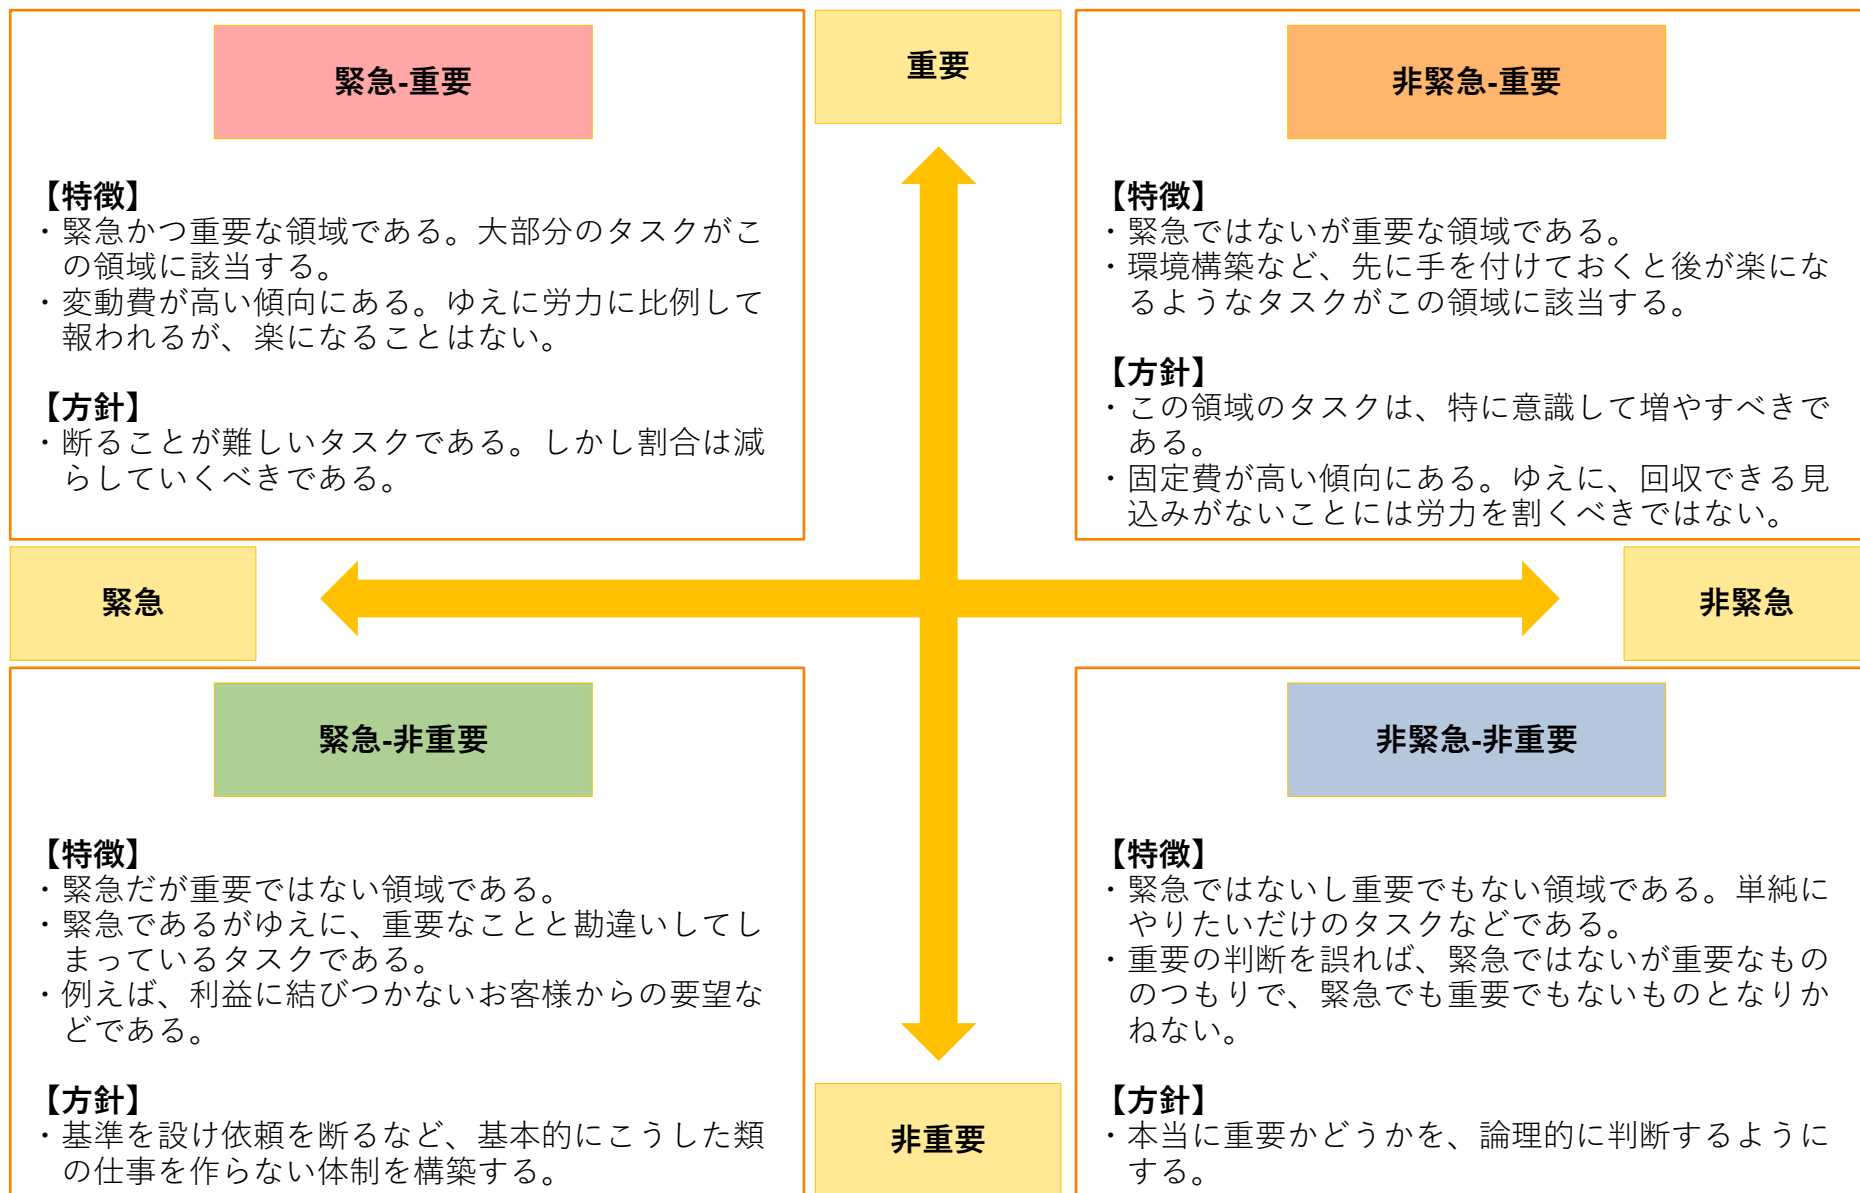 緊急-重要
【特徴】
・緊急かつ重要な領域である。大部分のタスクがこ
の領域に該当する。
・変動費が高い傾向にある。ゆえに労力に比例して
報われるが、楽になることはない。
【方針】
・断ることが難しいタスクである。しかし割合は減
らしていくべきである。
重要
非緊急-重要
【特徴】
・緊急ではないが重要な領域である。
・環境構築など、先に手を付けておくと後が楽にな
るようなタスクがこの領域に該当する。
【方針】
・この領域のタスクは、特に意識して増やすべきで
ある。
・固定費が高い傾向にある。ゆえに、回収できる見
込みがないことには労力を割くべきではない。
緊急
非緊急
緊急-非重要
【特徴】
・緊急だが重要ではない領域である。
・緊急であるがゆえに、重要なことと勘違いしてし
まっているタスクである。
・例えば、利益に結びつかないお客様からの要望な
どである。
【方針】
・基準を設け依頼を断るなど、基本的にこうした類
の仕事を作らない体制を構築する。
非重要
非緊急-非重要
【特徴】
・緊急ではないし重要でもない領域である。単純に
やりたいだけのタスクなどである。
・重要の判断を誤れば、緊急ではないが重要なもの
のつもりで、緊急でも重要でもないものとなりか
ねない。
【方針】
・本当に重要かどうかを、論理的に判断するように
する。